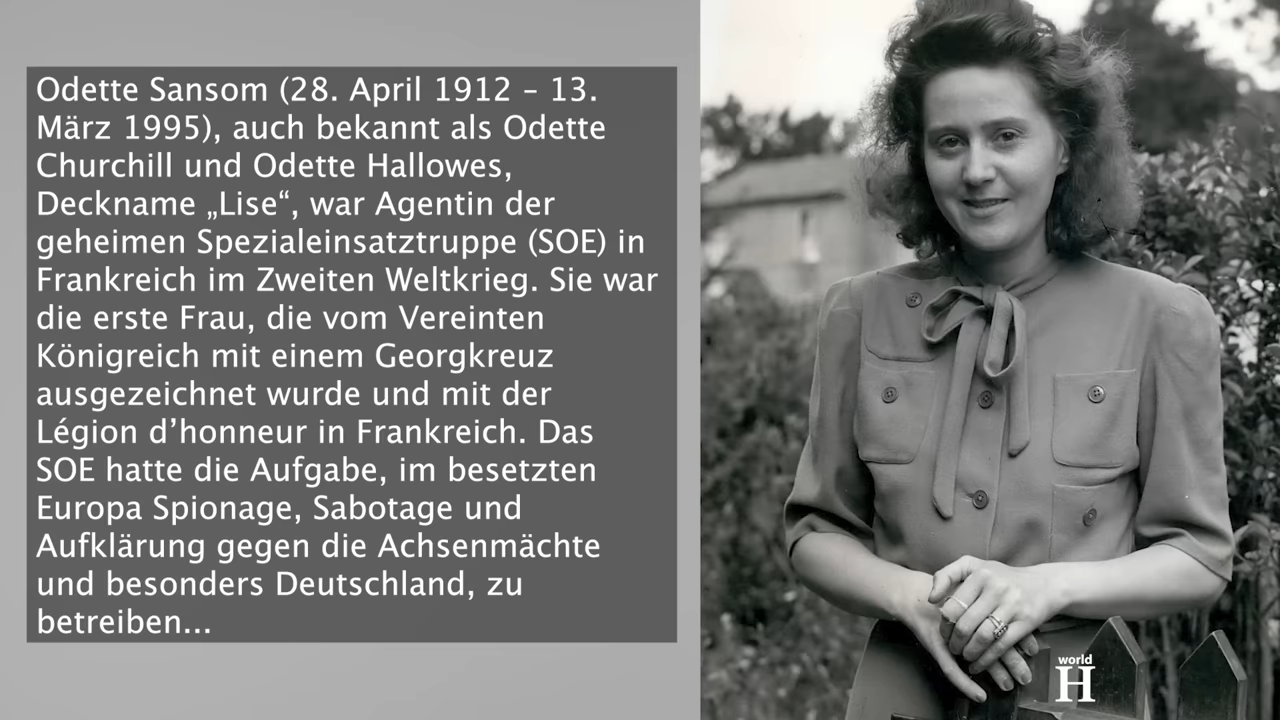 Odette Sansom (28. April 1912 – 13.
März 1995), auch bekannt als Odette
Churchill und Odette Hallowes,
Deckname „Lise“, war Agentin der
geheimen Spezialeinsatztruppe (SOE) in
Frankreich im Zweiten Weltkrieg. Sie war
die erste Frau, die vom Vereinten
Königreich mit einem Georgkreuz
ausgezeichnet wurde und mit der
Légion d’honneur in Frankreich. Das
SOE hatte die Aufgabe, im besetzten
Europa Spionage, Sabotage und
Aufklärung gegen die Achsenmächte
und besonders Deutschland, zu
betreiben...
world
H